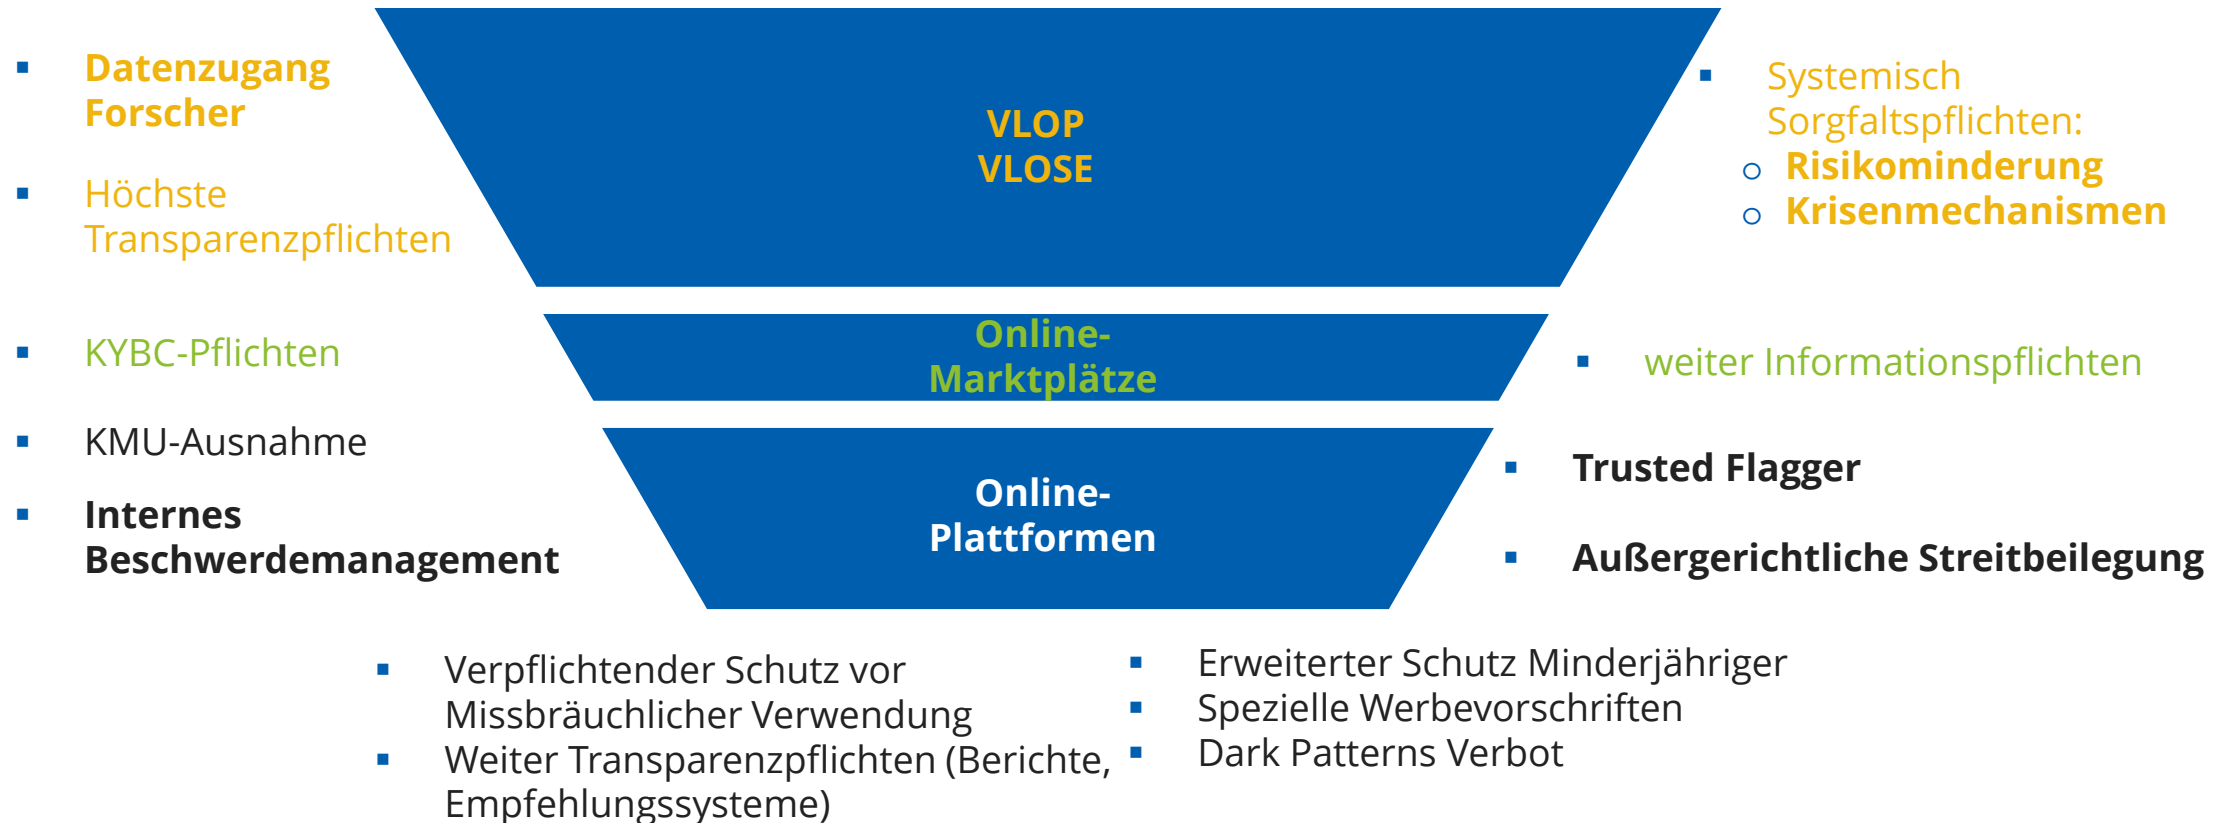 Datenzugang
Forscher
Höchste
Transparenzpflichten
VLOP
VLOSE
Systemisch
Sorgfaltspflichten:
Risikominderung
Krisenmechanismen
KYBC-Pflichten
Online-
Marktplätze
weiter Informationspflichten
KMU-Ausnahme
Internes
Beschwerdemanagement
Online-
Plattformen
Trusted Flagger
Außergerichtliche Streitbeilegung
Verpflichtender Schutz vor
Missbräuchlicher Verwendung
Weiter Transparenzpflichten (Berichte,
Empfehlungssysteme)
Erweiterter Schutz Minderjähriger
Spezielle Werbevorschriften
Dark Patterns Verbot